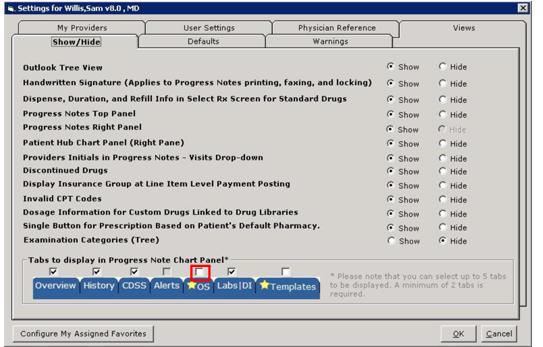 Settings for Willis,Sam v8.0 , MD
My Providers User Settings Physician Reference Views
Show/Hide Defaults Warnings
Outlook Tree View Show Hide
Handwritten Signature (Applies to Progress Notes printing, faxing, and locking) Show Hide
Dispense, Duration, and Refill Info in Select Rx Screen for Standard Drugs Show Hide
Progress Notes Top Panel Show Hide
Progress Notes Right Panel Show Hide
Patient Hub Chart Panel (Right Pane) Show Hide
Providers Initials in Progress Notes - Visits Drop-down Show Hide
Discontinued Drugs Show Hide
Display Insurance Group at Line Item Level Payment Posting Show Hide
Invalid CPT Codes Show Hide
Dosage Information for Custom Drugs Linked to Drug Libraries Show Hide
Single Button for Prescription Based on Patient's Default Pharmacy. Show Hide
Examination Categories (Tree) Show Hide
Tabs to display in Progress Note Chart Panel*
Overview History CDSS Alerts OS Labs|DI Templates
* Please note that you can select up to 5 tabs
to be displayed. A minimum of 2 tabs is
required.
Configure My Assigned Favorites OK Cancel